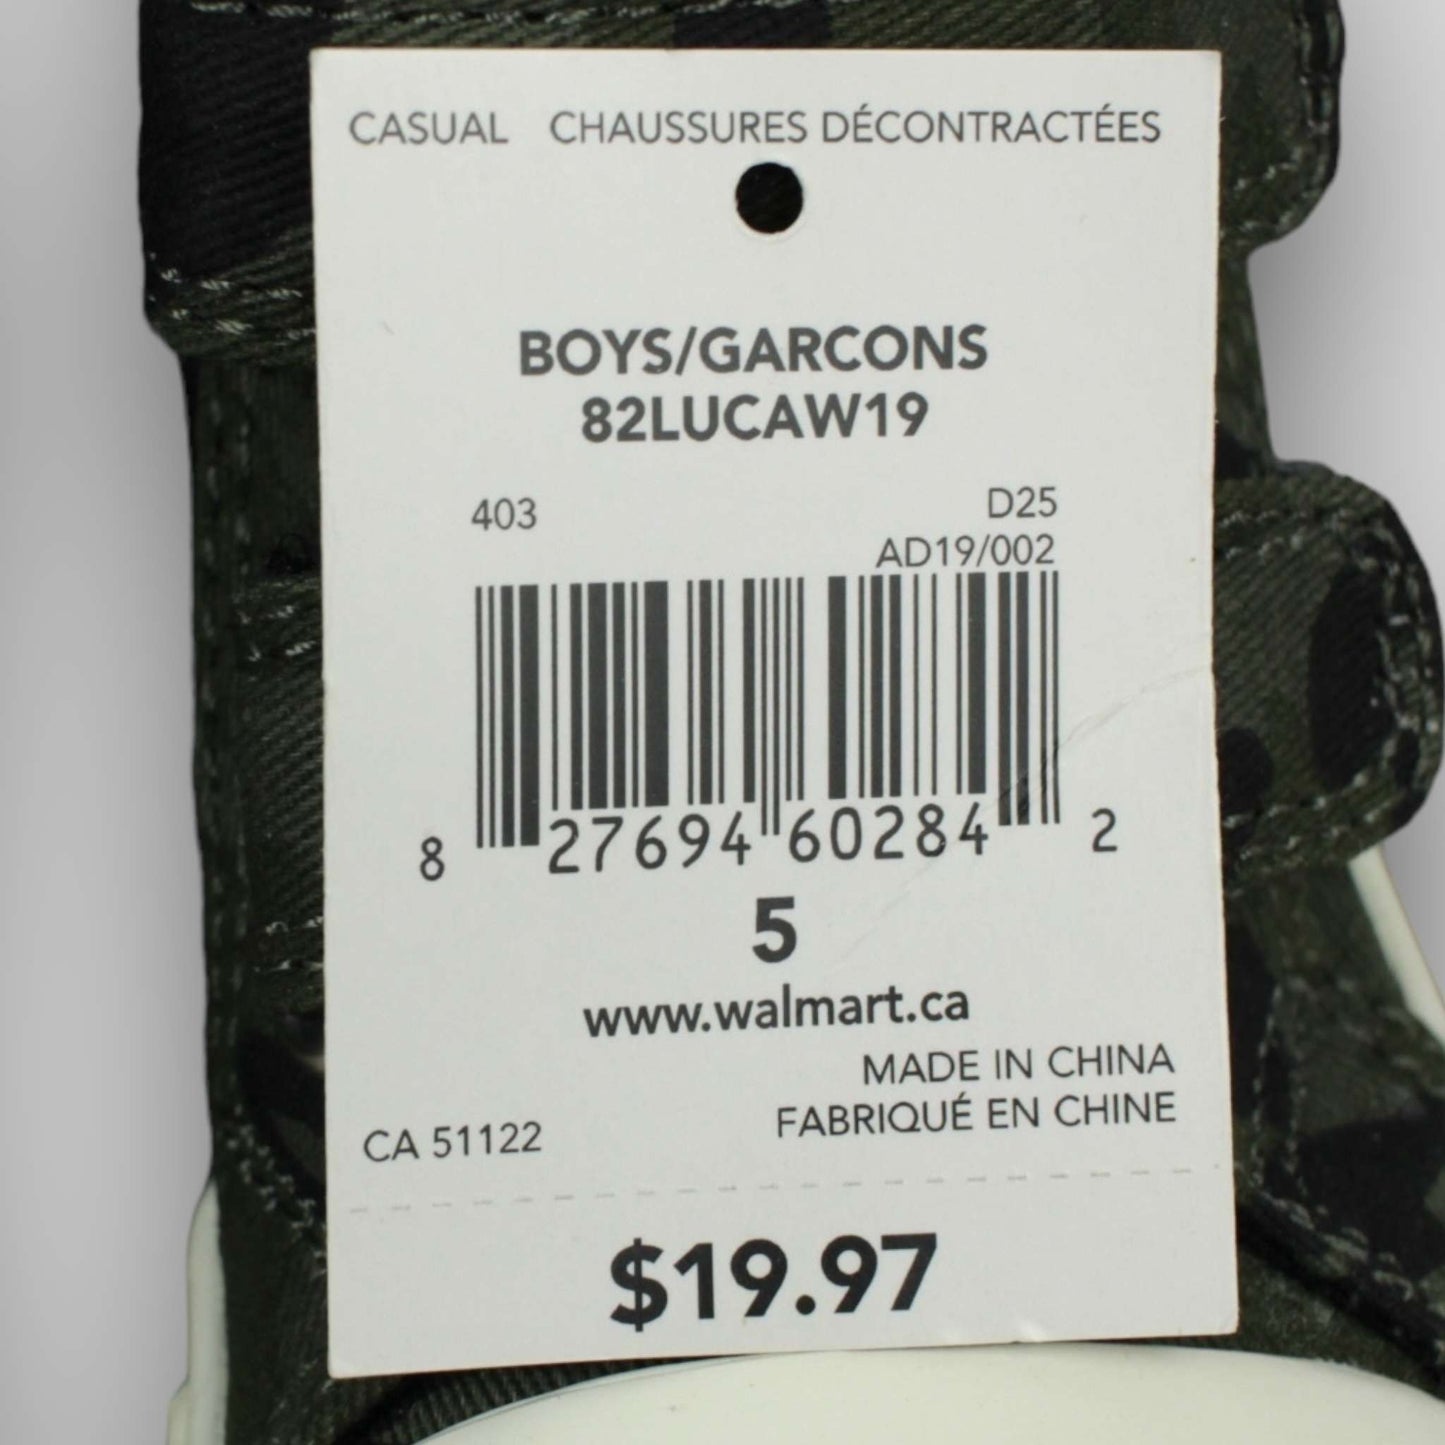 CASUAL CHAUSSURES DÉCONTRACTÉES
BOYS/GARCONS
82LUCAW19
403 D25
AD19/002
8 27694 60284 2
5
www.walmart.ca
MADE IN CHINA
FABRIQUÉ EN CHINE
CA 51122
$19.97